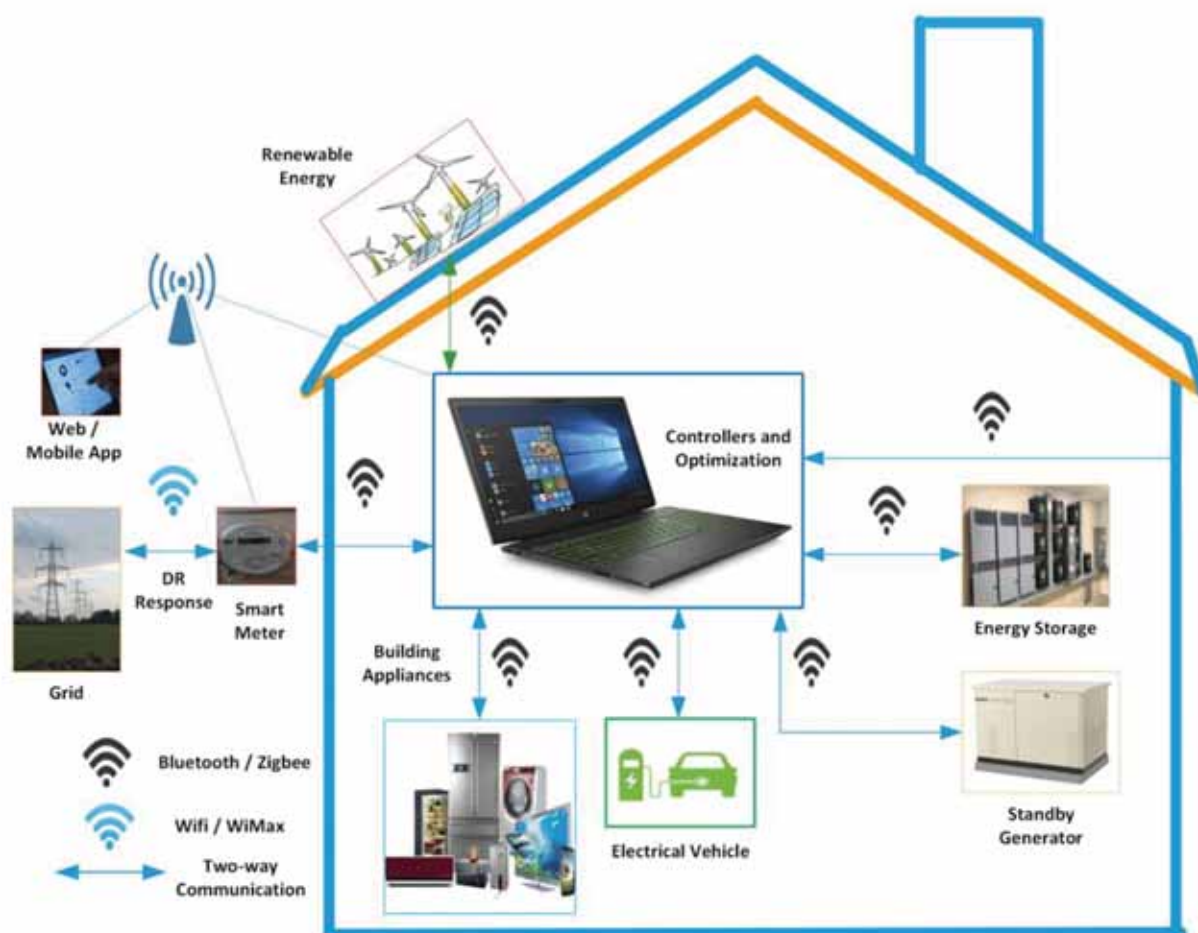 Renewable
Energy
Web /
Mobile App
Controllers and
Optimization
DR
Response
Smart
Meter
Grid
Building
Appliances
Energy Storage
Electrical Vehicle
Standby
Generator
Bluetooth / Zigbee
Wifi / WiMax
Two-way
Communication